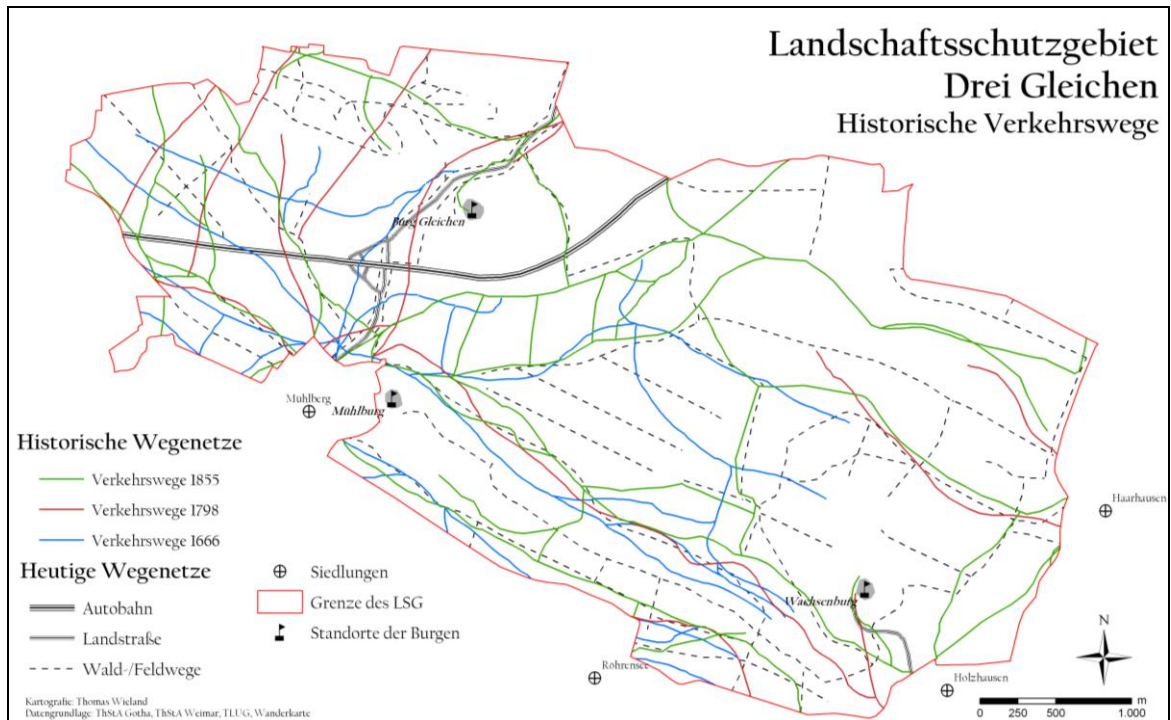 Landschaftsschutzgebiet
Drei Gleichen
Historische Verkehrswege
Burg Gleichen
Mühlberg
Mühlburg
Historische Wegenetze
Verkehrswege 1855
Verkehrswege 1798
Verkehrswege 1666
Haarhausen
Heutige Wegenetze
Autobahn
Landstraße
Wald-/Feldwege
Siedlungen
Grenze des LSG
Standorte der Burgen
Wachsenburg
Rohrensee
Holzhausen
N
m
0 250 500 1.000
Kartografie: Thomas Wieland
Datengrundlage: ThStA Gotha, ThStA Weimar, TLUG, Wanderkarte